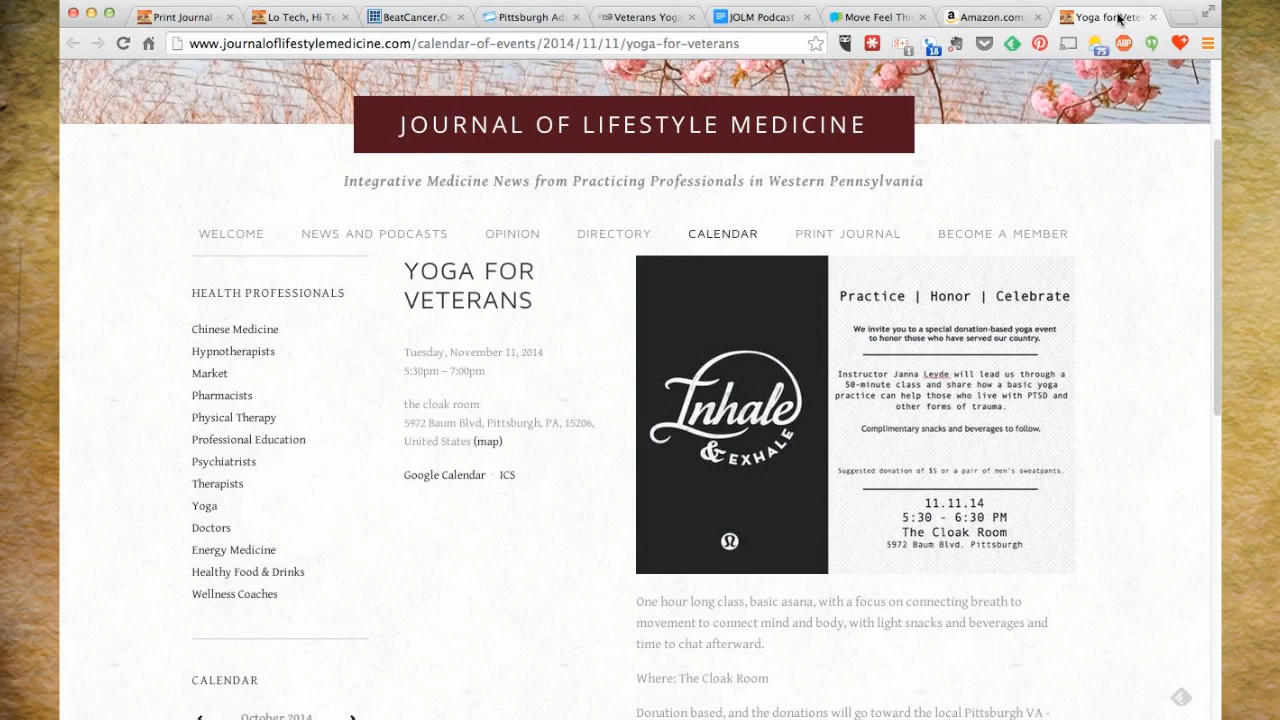 Print Journal -
Lo Tech, Hi T
BeatCancer.O
Pittsburgh Ad
Veterans Yog
JOLM Podcast
Move Feel Thi
Amazon.com:
Yoga for Vete
www.journaloflifestylemedicine.com/calendar-of-events/2014/11/11/yoga-for-veterans
1
18
75
ABP
JOURNAL OF LIFESTYLE MEDICINE
Integrative Medicine News from Practicing Professionals in Western Pennsylvania
WELCOME
NEWS AND PODCASTS
OPINION
DIRECTORY
CALENDAR
PRINT JOURNAL
BECOME A MEMBER
HEALTH PROFESSIONALS
Chinese Medicine
Hypnotherapists
Market
Pharmacists
Physical Therapy
Professional Education
Psychiatrists
Therapists
Yoga
Doctors
Energy Medicine
Healthy Food & Drinks
Wellness Coaches
CALENDAR
October 2014
YOGA FOR
VETERANS
Tuesday, November 11, 2014
5:30pm – 7:00pm
the cloak room
5972 Baum Blvd, Pittsburgh, PA, 15206,
United States (map)
Google Calendar · ICS
Inhale
& EXHALE
Practice | Honor | Celebrate
We invite you to a special donation-based yoga event
to honor those who have served our country.
Instructor Janna Leyde will lead us through a
50-minute class and share how a basic yoga
practice can help those who live with PTSD and
other forms of trauma.
Complimentary snacks and beverages to follow.
Suggested donation of $5 or a pair of men's sweatpants.
11.11.14
5:30 - 6:30 PM
The Cloak Room
5972 Baum Blvd. Pittsburgh
One hour long class, basic asana, with a focus on connecting breath to
movement to connect mind and body, with light snacks and beverages and
time to chat afterward.
Where: The Cloak Room
Donation based, and the donations will go toward the local Pittsburgh VA -